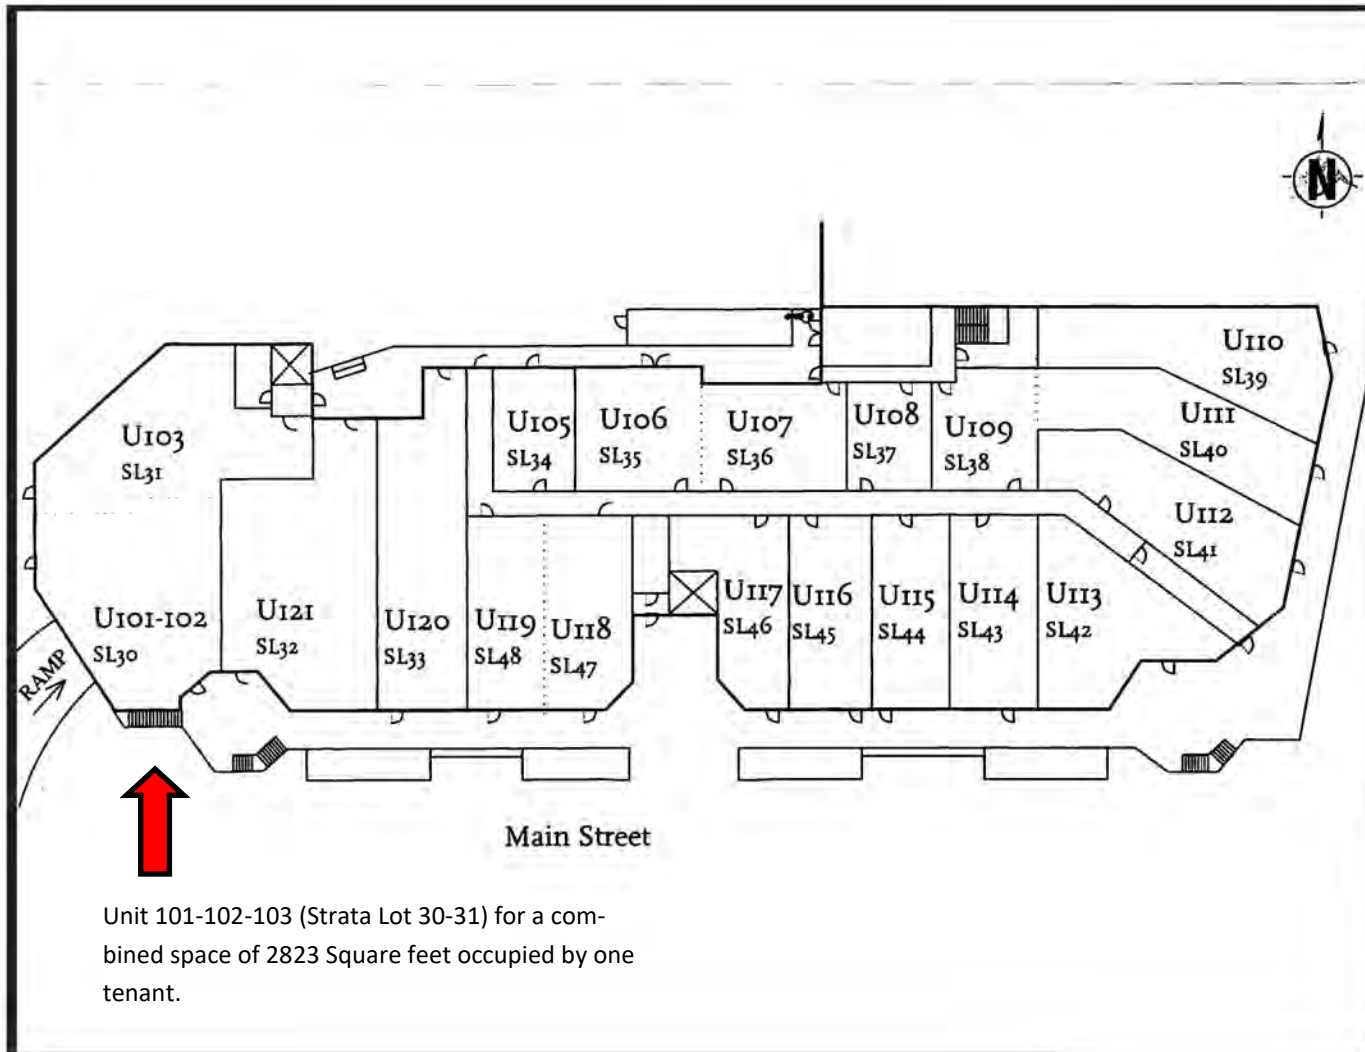 N
U110
SL39
U103
SL31
U105
SL34
U106
SL35
U107
SL36
U108
SL37
U109
SL38
U111
SL40
U112
SL41
U101-102
SL30
U121
SL32
U120
SL33
U119
SL48
U118
SL47
U117
SL46
U116
SL45
U115
SL44
U114
SL43
U113
SL42
RAMP
Main Street
Unit 101-102-103 (Strata Lot 30-31) for a com-
bined space of 2823 Square feet occupied by one
tenant.